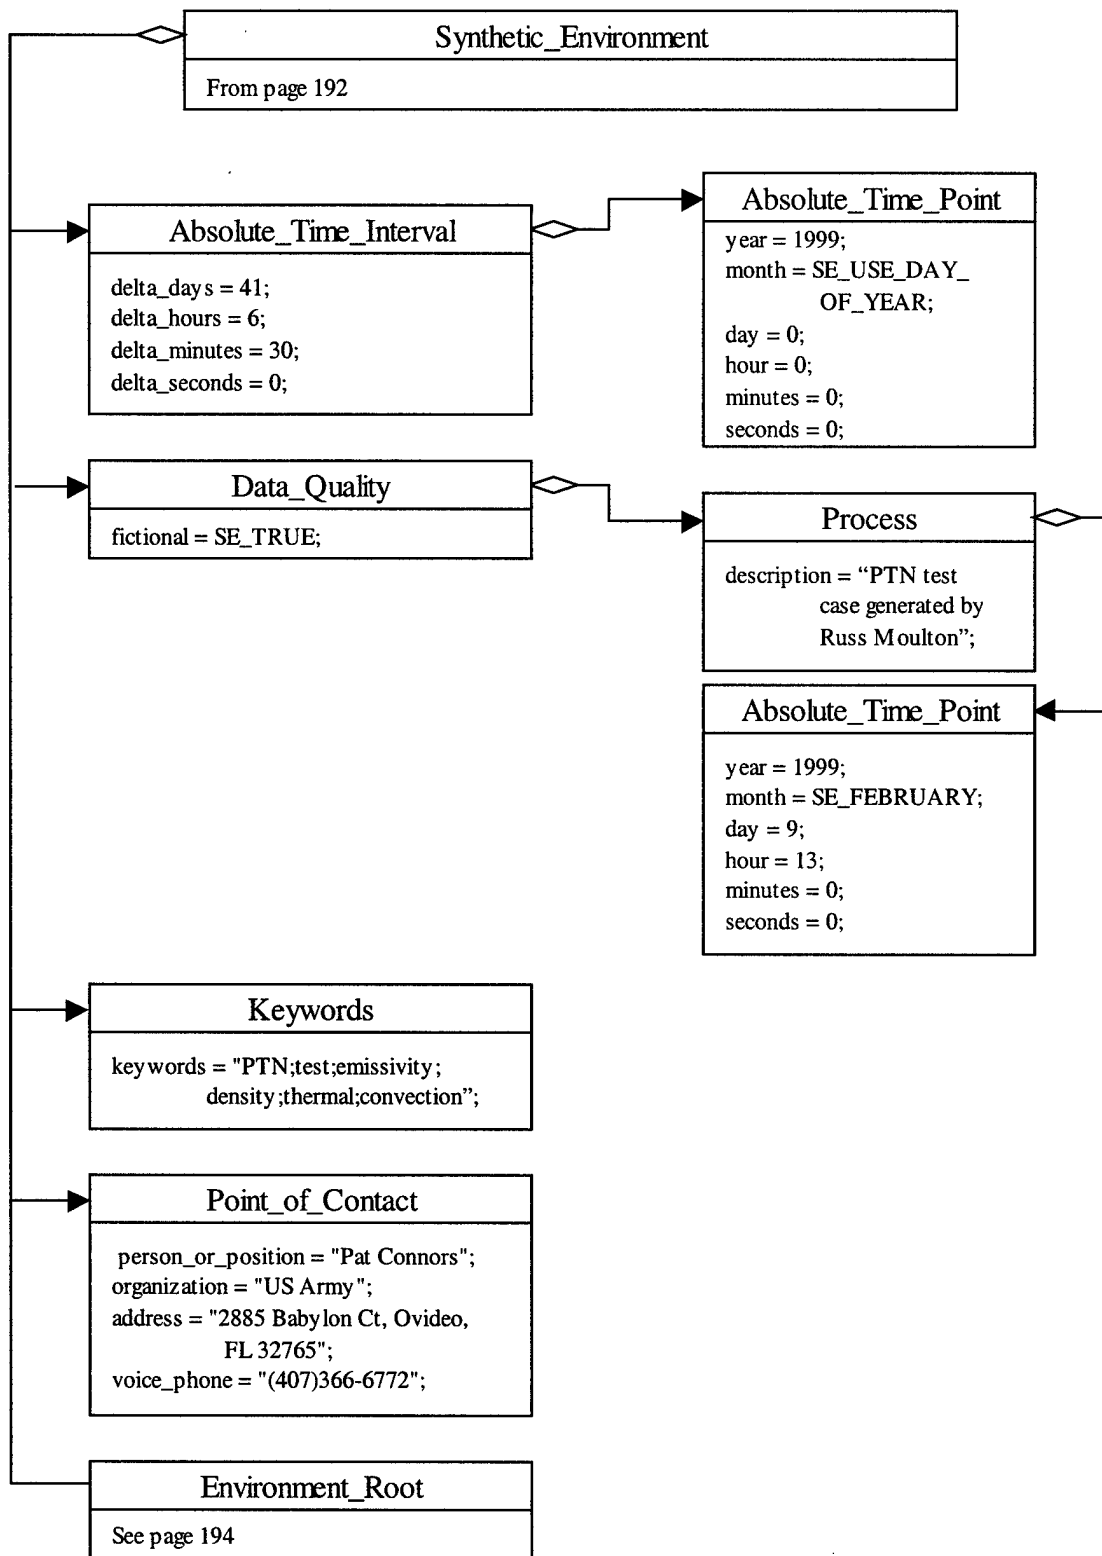 Synthetic_Environment
From page 192
Absolute_Time_Interval
delta_days = 41;
delta_hours = 6;
delta_minutes = 30;
delta_seconds = 0;
Absolute_Time_Point
year = 1999;
month = SE_USE_DAY_
OF_YEAR;
day = 0;
hour = 0;
minutes = 0;
seconds = 0;
Data_Quality
fictional = SE_TRUE;
Process
description = “PTN test
case generated by
Russ Moulton”;
Absolute_Time_Point
year = 1999;
month = SE_FEBRUARY;
day = 9;
hour = 13;
minutes = 0;
seconds = 0;
Keywords
keywords = "PTN;test;emissivity;
density;thermal;convection”;
Point_of_Contact
person_or_position = "Pat Connors";
organization = "US Army";
address = "2885 Babylon Ct, Ovideo,
FL 32765";
voice_phone = "(407)366-6772";
Environment_Root
See page 194